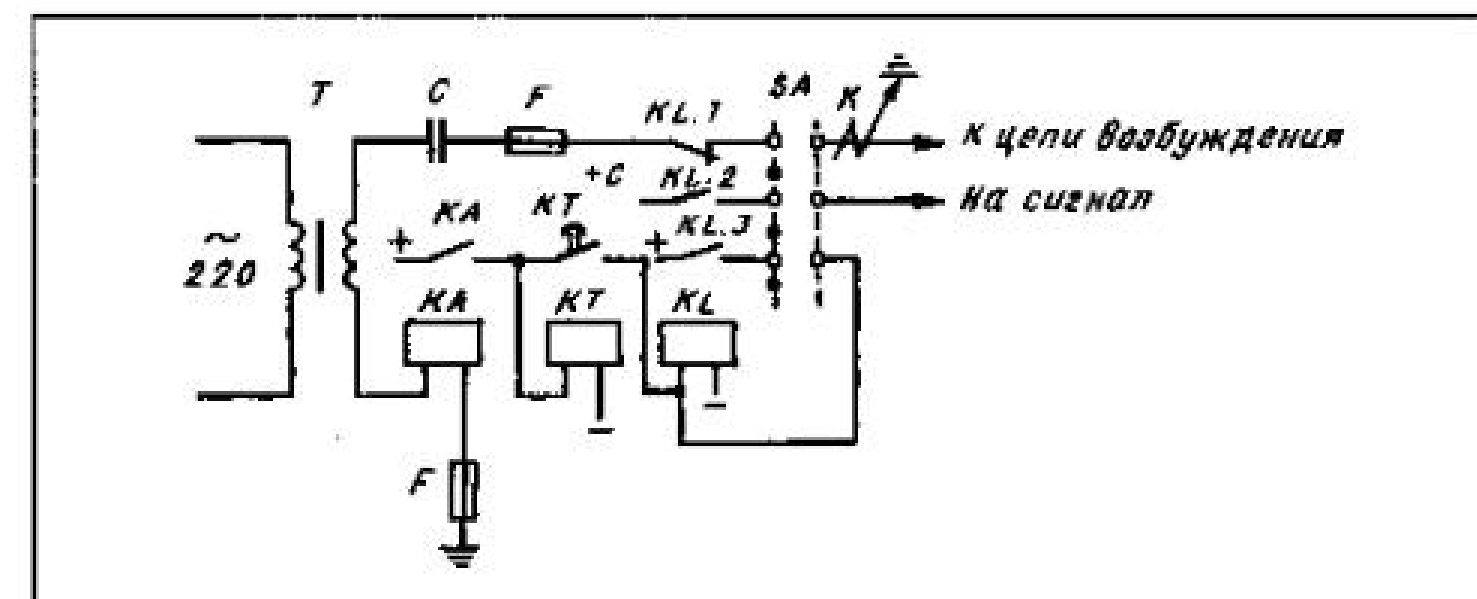 T
C
F
KL.1
SA
K
К цепи возбуждения
+C
KL.2
На сигнал
~
220
+
KA
KT
+
KL.3
KA
KT
KL
F